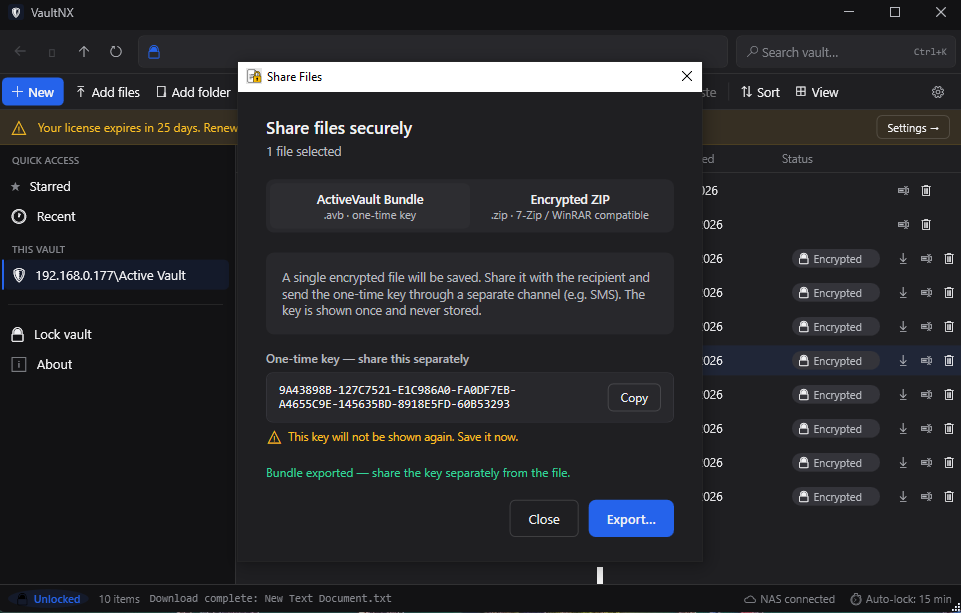 VaultNX
Search vault...
Ctrl+K
Share Files
+ New
Add files
Add folder
Sort
View
Your license expires in 25 days. Renew
Settings →
Share files securely
1 file selected
QUICK ACCESS
Starred
Recent
THIS VAULT
192.168.0.177\Active Vault
Lock vault
About
ActiveVault Bundle
.avb · one-time key
Encrypted ZIP
.zip · 7-Zip / WinRAR compatible
A single encrypted file will be saved. Share it with the recipient and
send the one-time key through a separate channel (e.g. SMS). The
key is shown once and never stored.
One-time key — share this separately
9A43898B-127C7521-E1C986A0-FA0DF7EB-
A4655C9E-145635BD-8918E5FD-60B53293
Copy
This key will not be shown again. Save it now.
Bundle exported — share the key separately from the file.
Close
Export...
Status
026
026
026
Encrypted
026
Encrypted
026
Encrypted
026
Encrypted
026
Encrypted
026
Encrypted
026
Encrypted
026
Encrypted
Unlocked
10 items
Download complete: New Text Document.txt
NAS connected
Auto-lock: 15 min